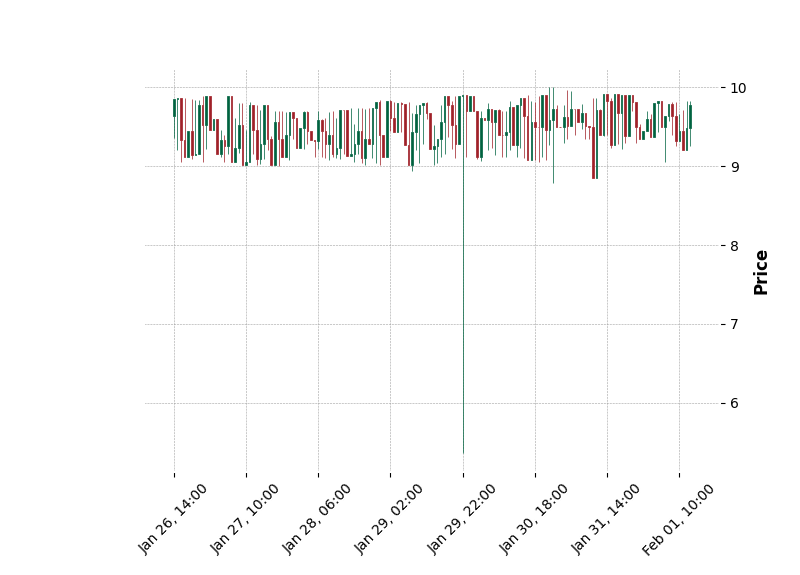 10
9
8
7
6
Price
Jan 26, 14:00
Jan 27, 10:00
Jan 28, 06:00
Jan 29, 02:00
Jan 29, 22:00
Jan 30, 18:00
Jan 31, 14:00
Feb 01, 10:00